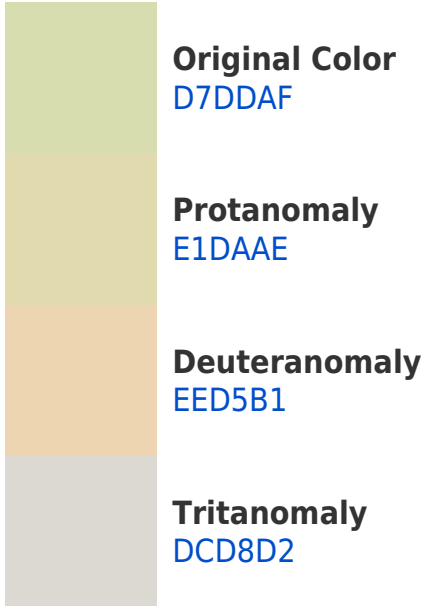 Original Color
D7DDAF
Protanomaly
E1DAAE
Deuteranomaly
EED5B1
Tritanomaly
DCD8D2